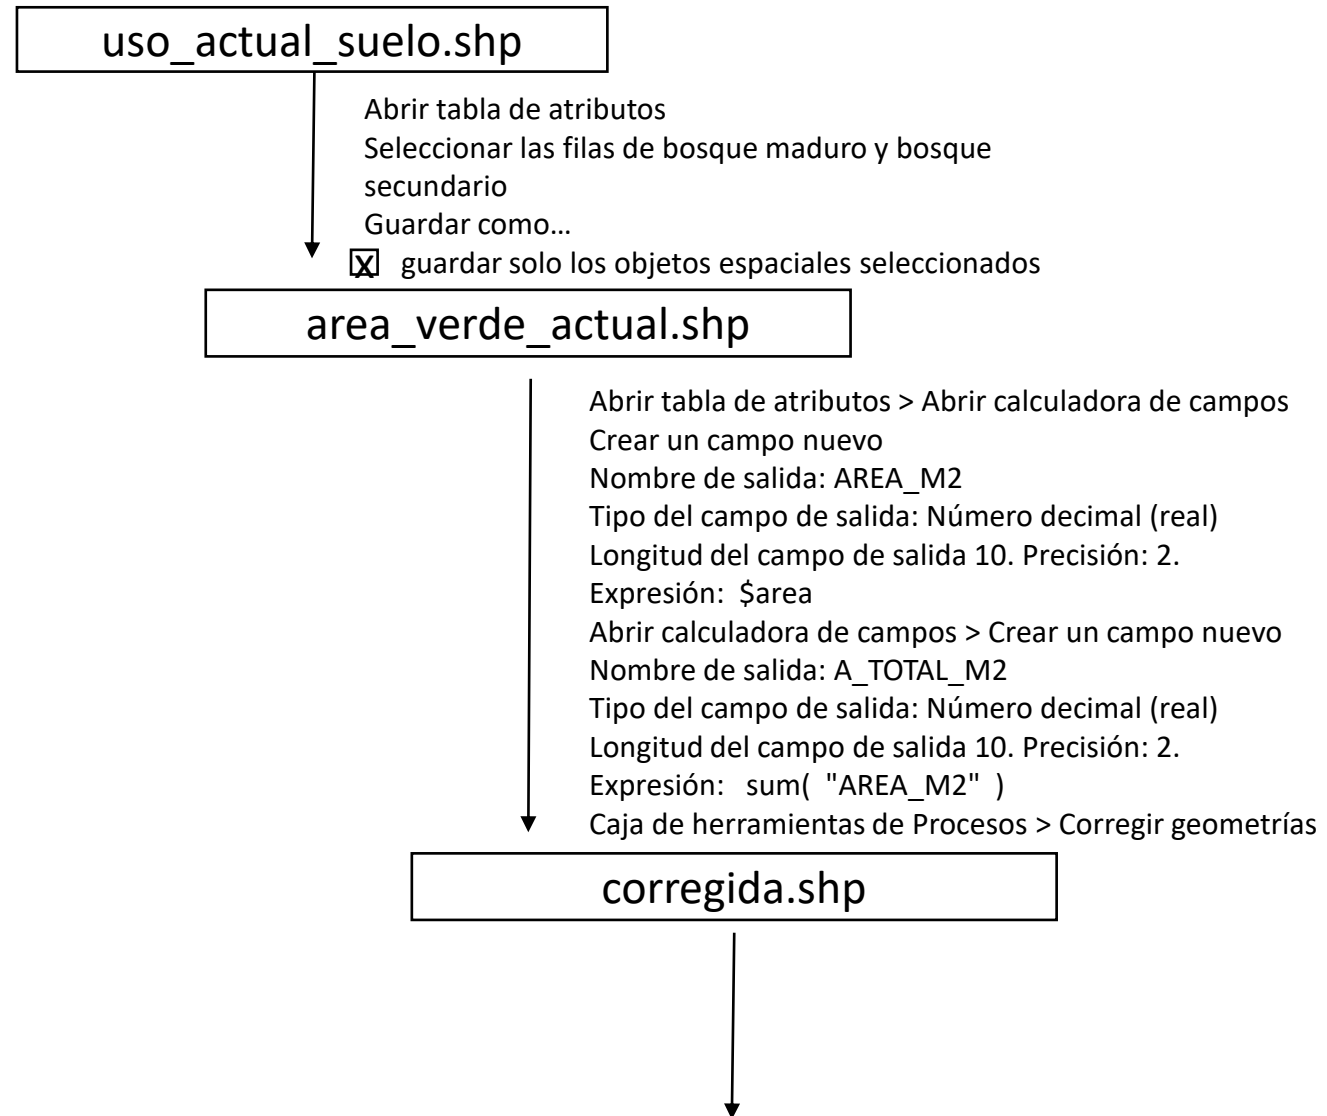 uso_actual_suelo.shp
Abrir tabla de atributos
Seleccionar las filas de bosque maduro y bosque
secundario
Guardar como…
X guardar solo los objetos espaciales seleccionados
area_verde_actual.shp
Abrir tabla de atributos > Abrir calculadora de campos
Crear un campo nuevo
Nombre de salida: AREA_M2
Tipo del campo de salida: Número decimal (real)
Longitud del campo de salida 10. Precisión: 2.
Expresión: $area
Abrir calculadora de campos > Crear un campo nuevo
Nombre de salida: A_TOTAL_M2
Tipo del campo de salida: Número decimal (real)
Longitud del campo de salida 10. Precisión: 2.
Expresión: sum( "AREA_M2" )
Caja de herramientas de Procesos > Corregir geometrías
corregida.shp